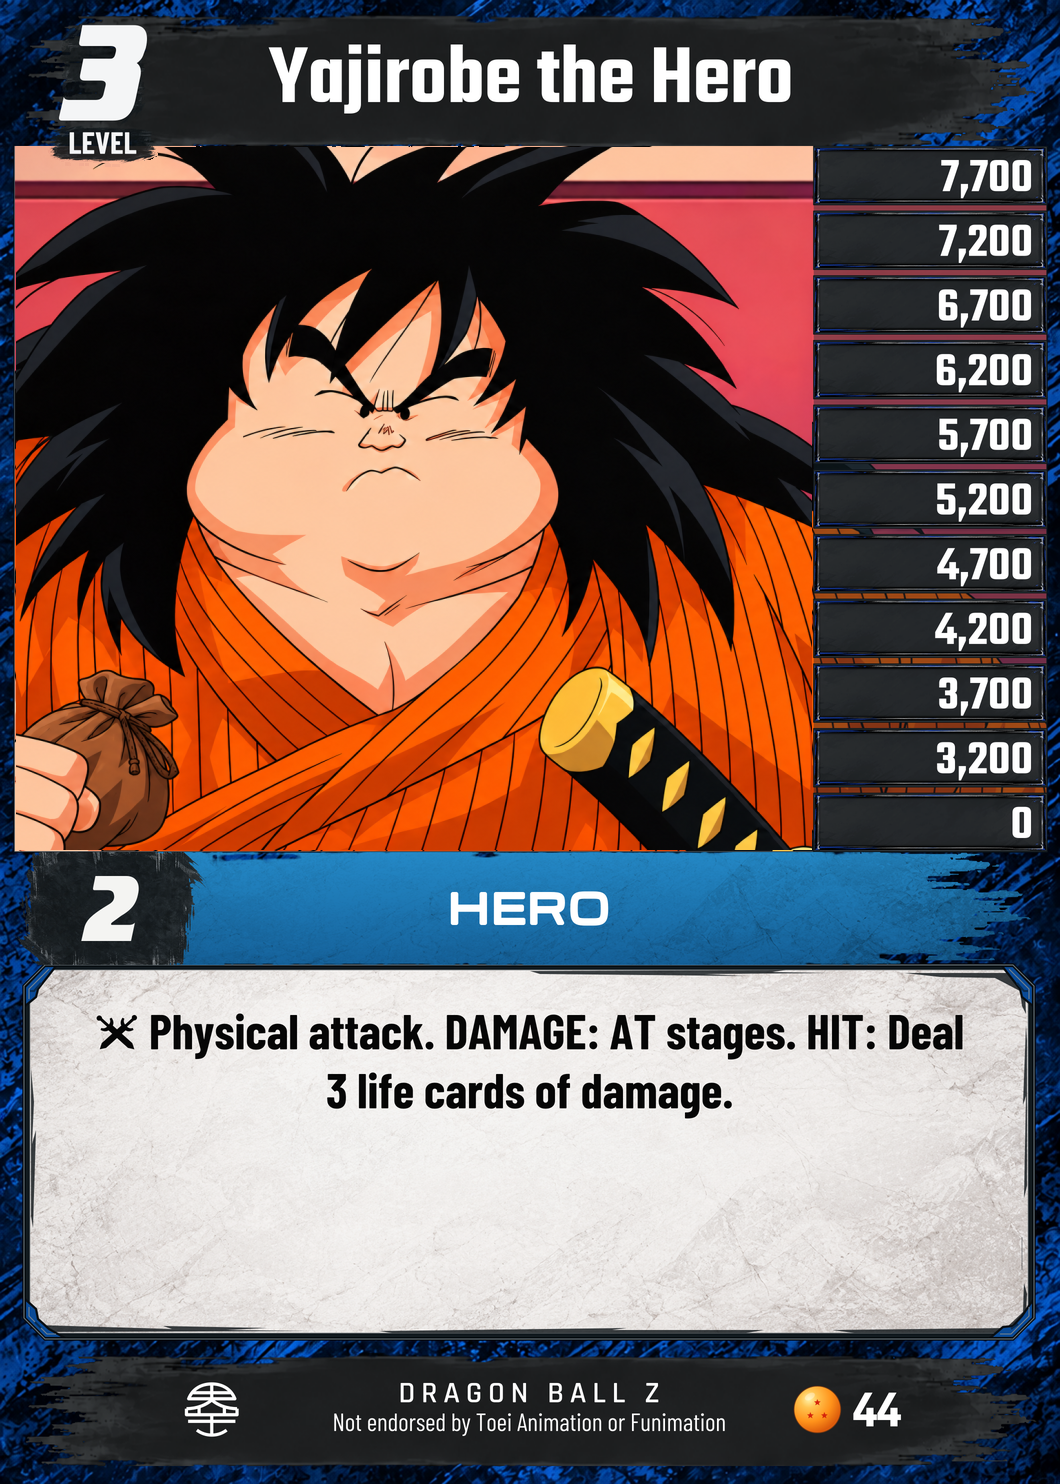 3
LEVEL
Yajirobe the Hero
7,700
7,200
6,700
6,200
5,700
5,200
4,700
4,200
3,700
3,200
0
2
HERO
Physical attack. DAMAGE: AT stages. HIT: Deal
3 life cards of damage.
DRAGON BALL Z
Not endorsed by Toei Animation or Funimation
44